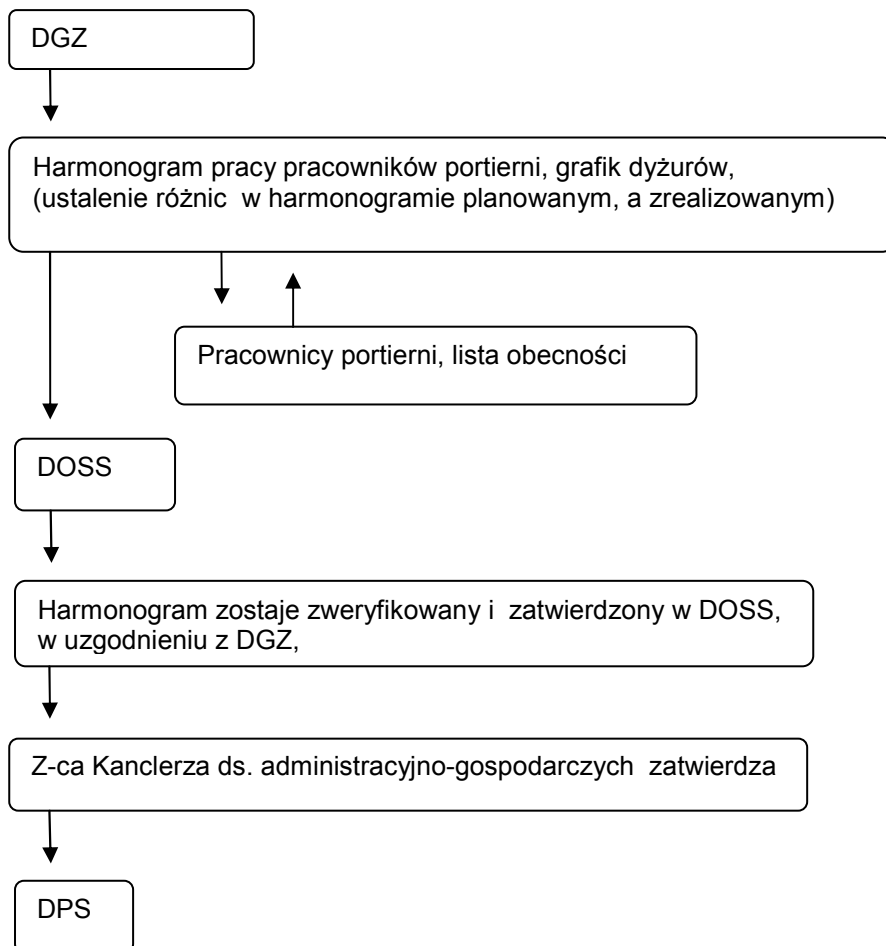 DGZ
Harmonogram pracy pracowników portierni, grafik dyżurów,
(ustalenie różnic w harmonogramie planowanym, a zrealizowanym)
Pracownicy portierni, lista obecności
DOSS
Harmonogram zostaje zweryfikowany i zatwierdzony w DOSS,
w uzgodnieniu z DGZ,
Z-ca Kanclerza ds. administracyjno-gospodarczych zatwierdza
DPS